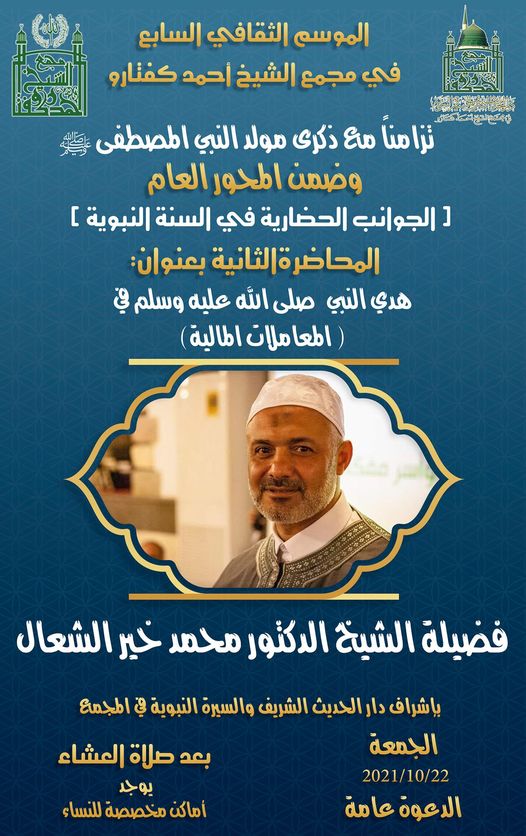 الموسم الثقافي السابع
في مجمع الشيخ أحمد كفتارو
تزامناً مع ذكرى مولد النبي المصطفى ﷺ
وضمن المحور العام
[ الجوانب الحضارية في السنة النبوية ]
المحاضرة الثانية بعنوان:
هدي النبي صلى الله عليه وسلم في
( المعاملات المالية )
فضيلة الشيخ الدكتور محمد خير الشعال
بإشراف دار الحديث الشريف والسيرة النبوية في المجمع
الجمعة
2021/10/22
الدعوة عامة
بعد صلاة العشاء
يوجد
أماكن مخصصة للنساء